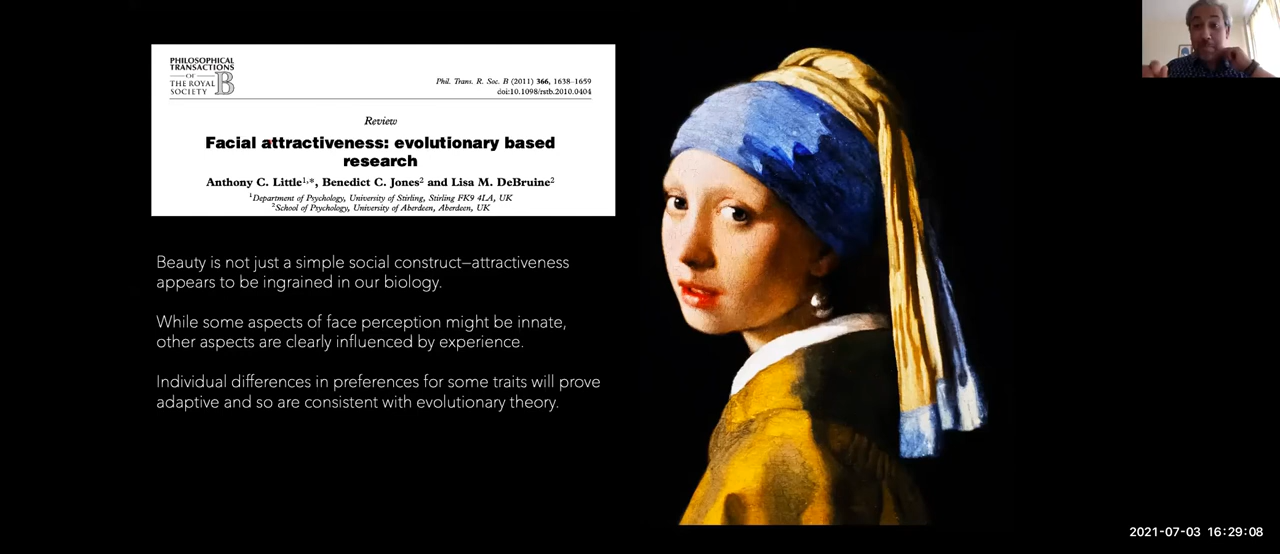 PHILOSOPHICAL
TRANSACTIONS
OF
THE ROYAL
SOCIETY
B
Phil. Trans. R. Soc. B (2011) 366, 1638–1659
doi:10.1098/rstb.2010.0404
Review
Facial attractiveness: evolutionary based
research
Anthony C. Little1,*, Benedict C. Jones2 and Lisa M. DeBruine2
1Department of Psychology, University of Stirling, Stirling FK9 4LA, UK
2School of Psychology, University of Aberdeen, Aberdeen, UK
Beauty is not just a simple social construct—attractiveness
appears to be ingrained in our biology.
While some aspects of face perception might be innate,
other aspects are clearly influenced by experience.
Individual differences in preferences for some traits will prove
adaptive and so are consistent with evolutionary theory.
2021-07-03 16:29:08